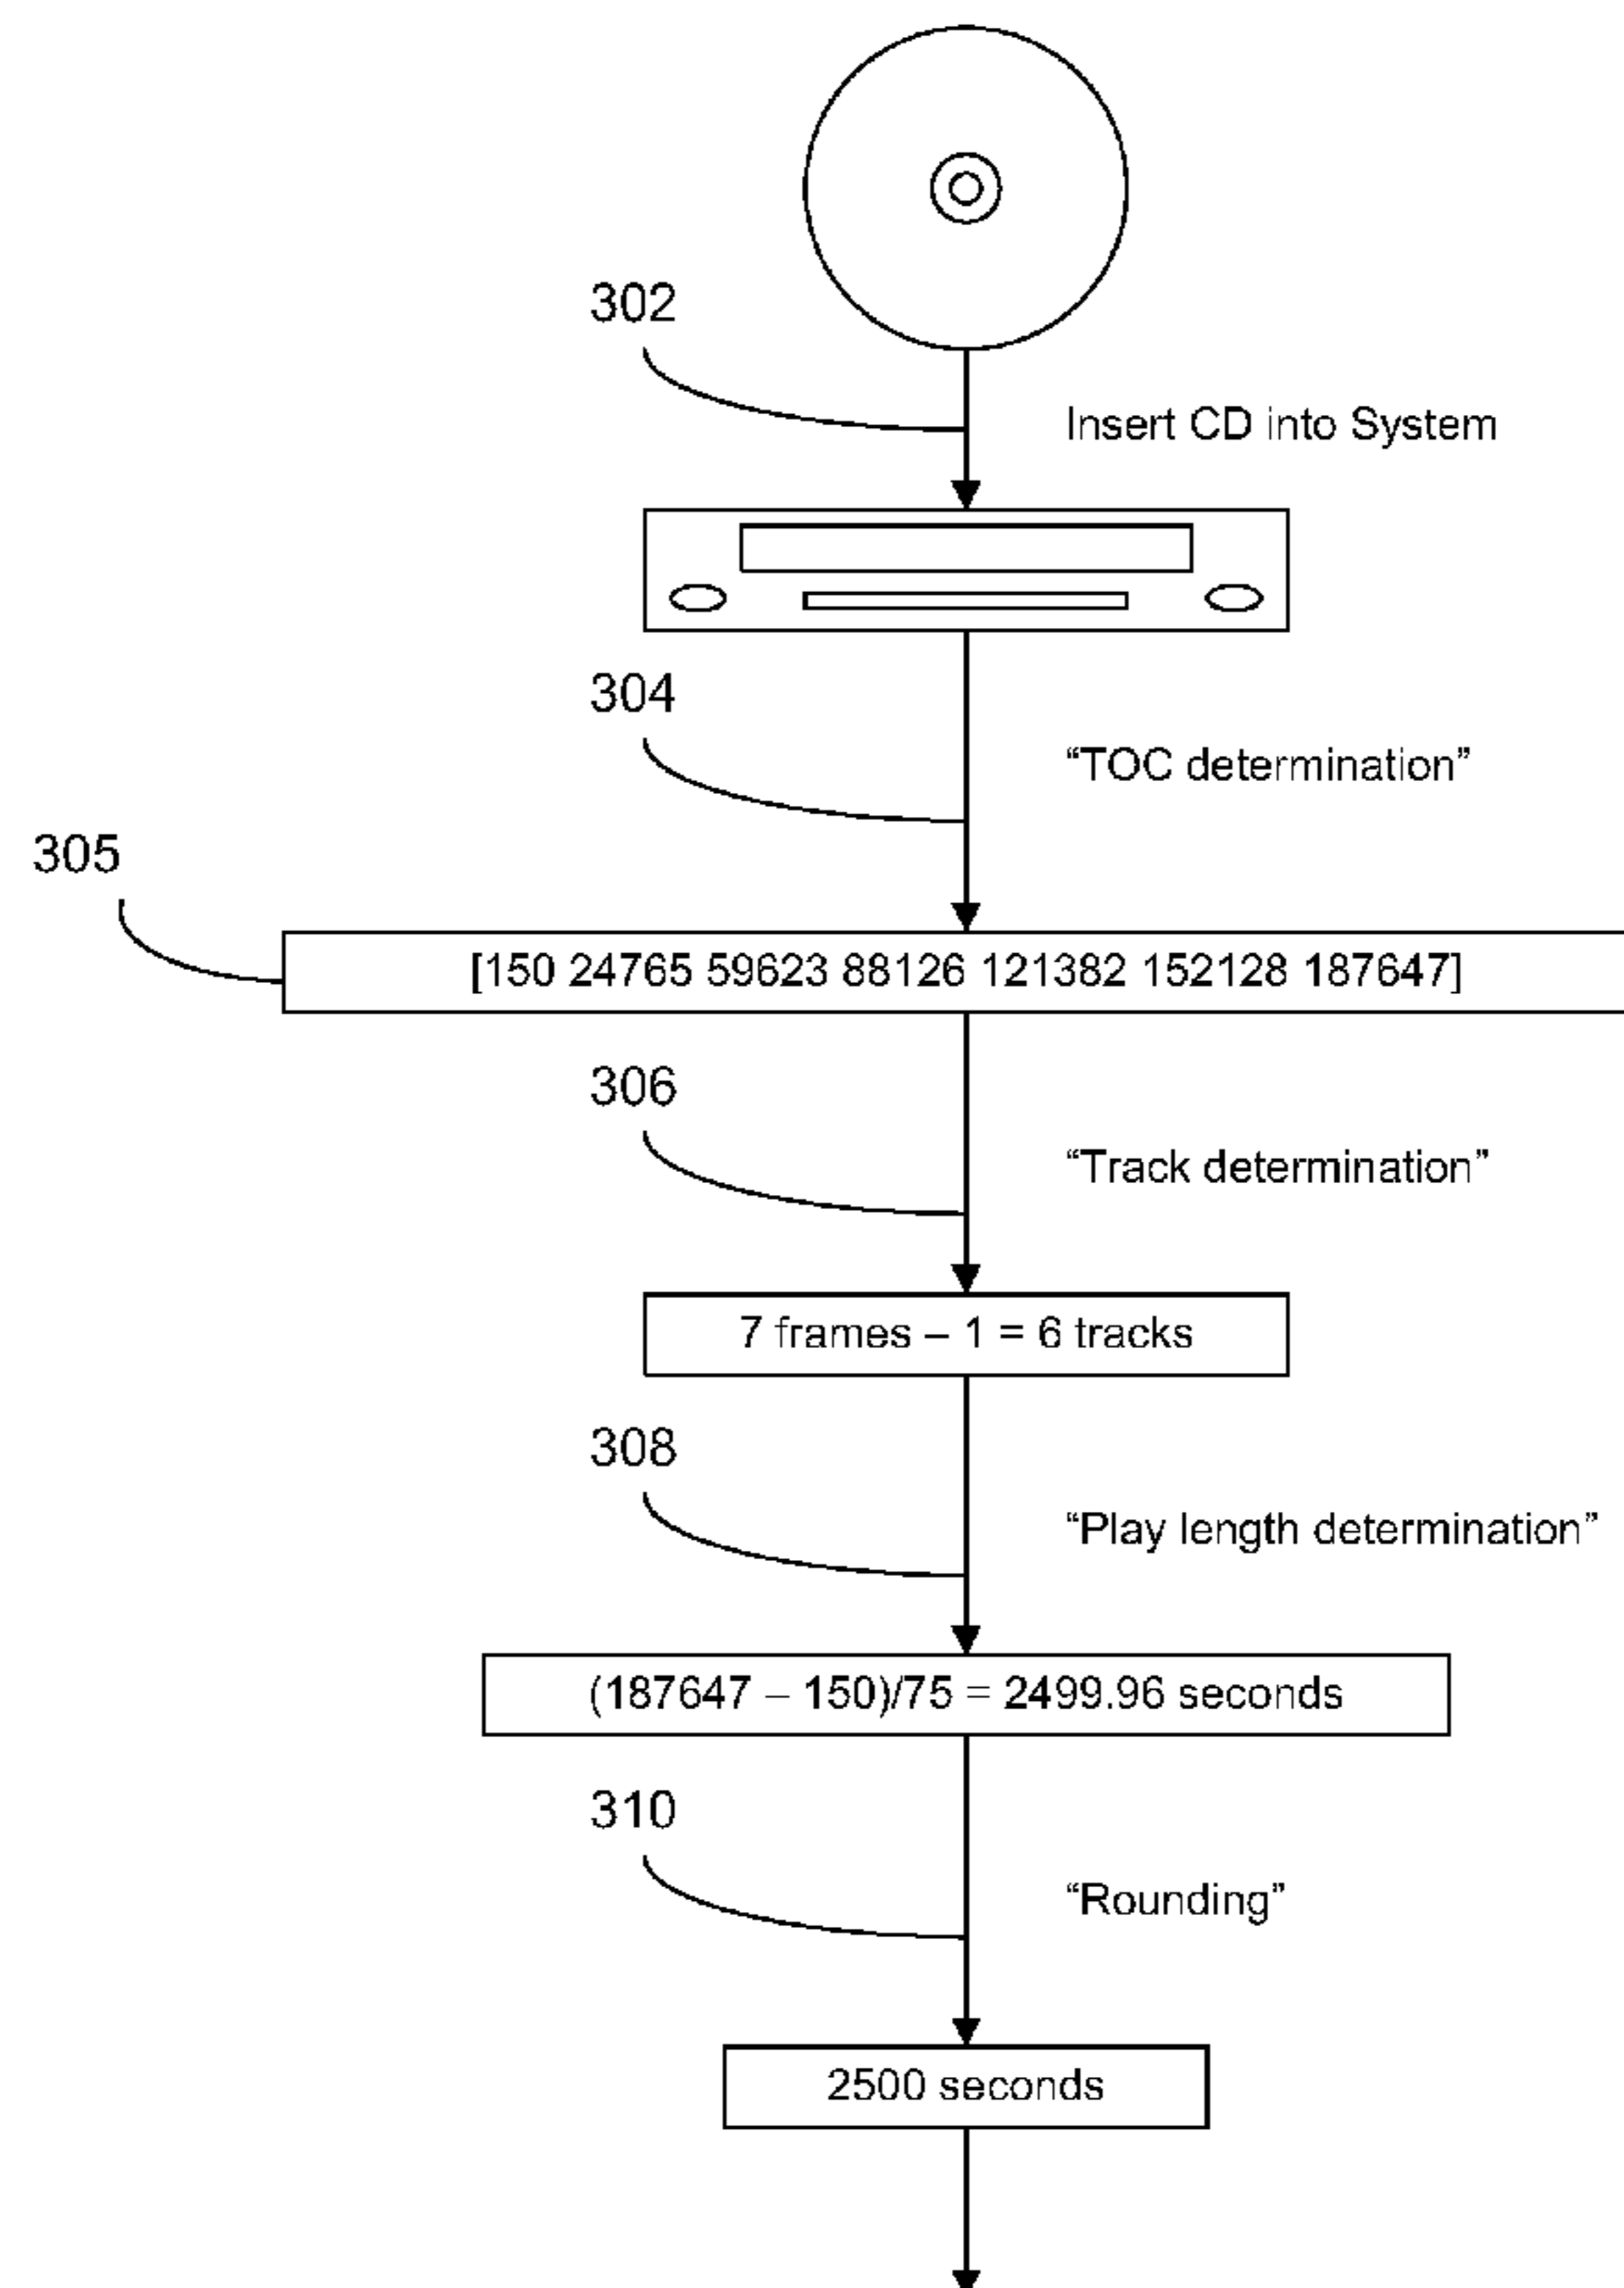 302
Insert CD into System
304
“TOC determination”
305
[150 24765 59623 88126 121382 152128 187647]
306
“Track determination”
7 frames – 1 = 6 tracks
308
“Play length determination”
(187647 – 150)/75 = 2499.96 seconds
310
“Rounding”
2500 seconds